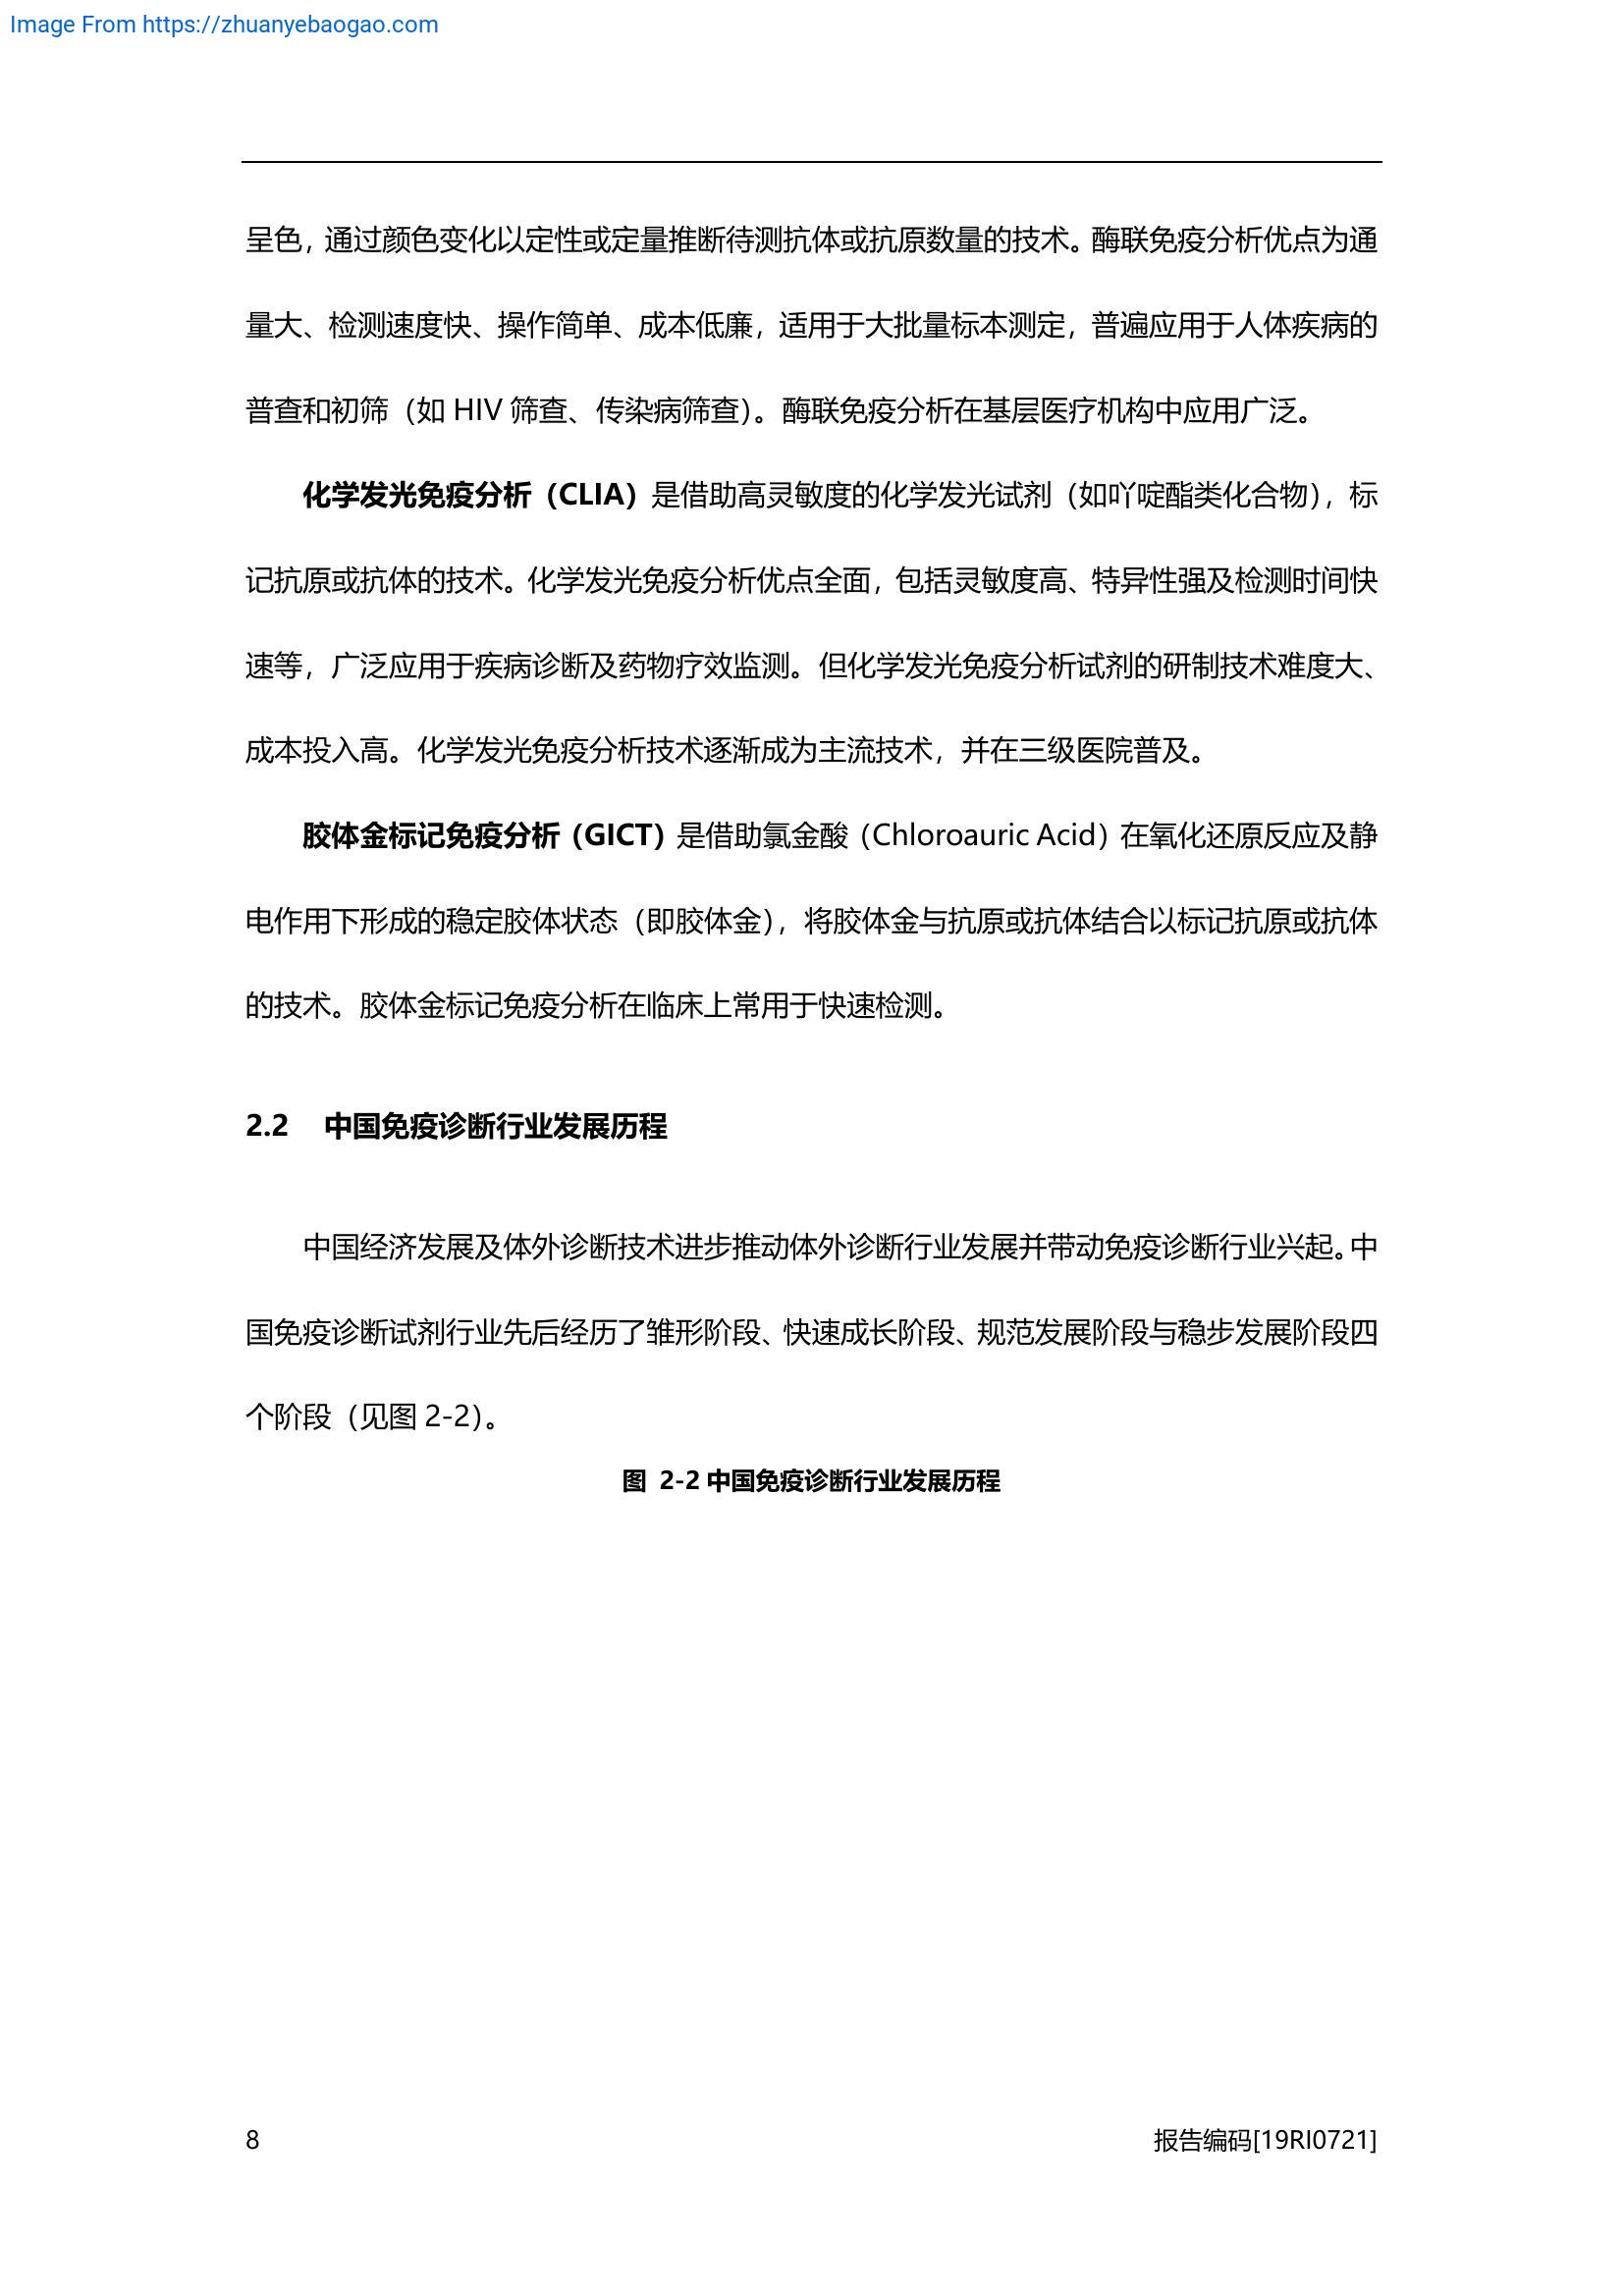 Image From https://zhuanyebaogao.com
呈色，通过颜色变化以定性或定量推断待测抗体或抗原数量的技术。酶联免疫分析优点为通
量大、检测速度快、操作简单、成本低廉，适用于大批量标本测定，普遍应用于人体疾病的
普查和初筛（如 HIV 筛查、传染病筛查）。酶联免疫分析在基层医疗机构中应用广泛。
化学发光免疫分析（CLIA）是借助高灵敏度的化学发光试剂（如吖啶酯类化合物），标
记抗原或抗体的技术。化学发光免疫分析优点全面，包括灵敏度高、特异性强及检测时间快
速等，广泛应用于疾病诊断及药物疗效监测。但化学发光免疫分析试剂的研制技术难度大、
成本投入高。化学发光免疫分析技术逐渐成为主流技术，并在三级医院普及。
胶体金标记免疫分析（GICT）是借助氯金酸（Chloroauric Acid）在氧化还原反应及静
电作用下形成的稳定胶体状态（即胶体金），将胶体金与抗原或抗体结合以标记抗原或抗体
的技术。胶体金标记免疫分析在临床上常用于快速检测。
2.2 中国免疫诊断行业发展历程
中国经济发展及体外诊断技术进步推动体外诊断行业发展并带动免疫诊断行业兴起。中
国免疫诊断试剂行业先后经历了雏形阶段、快速成长阶段、规范发展阶段与稳步发展阶段四
个阶段（见图 2-2）。
图 2-2 中国免疫诊断行业发展历程
8 报告编码[19RI0721]